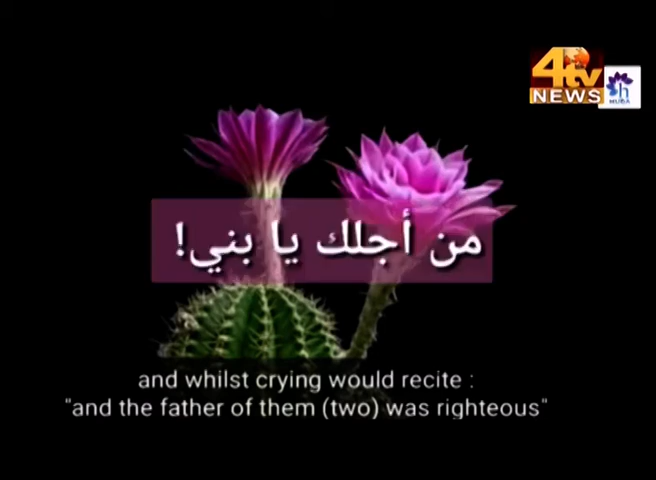 4tv
NEWS
h
HUDA
من أجلك يا بني!
and whilst crying would recite :
"and the father of them (two) was righteous"